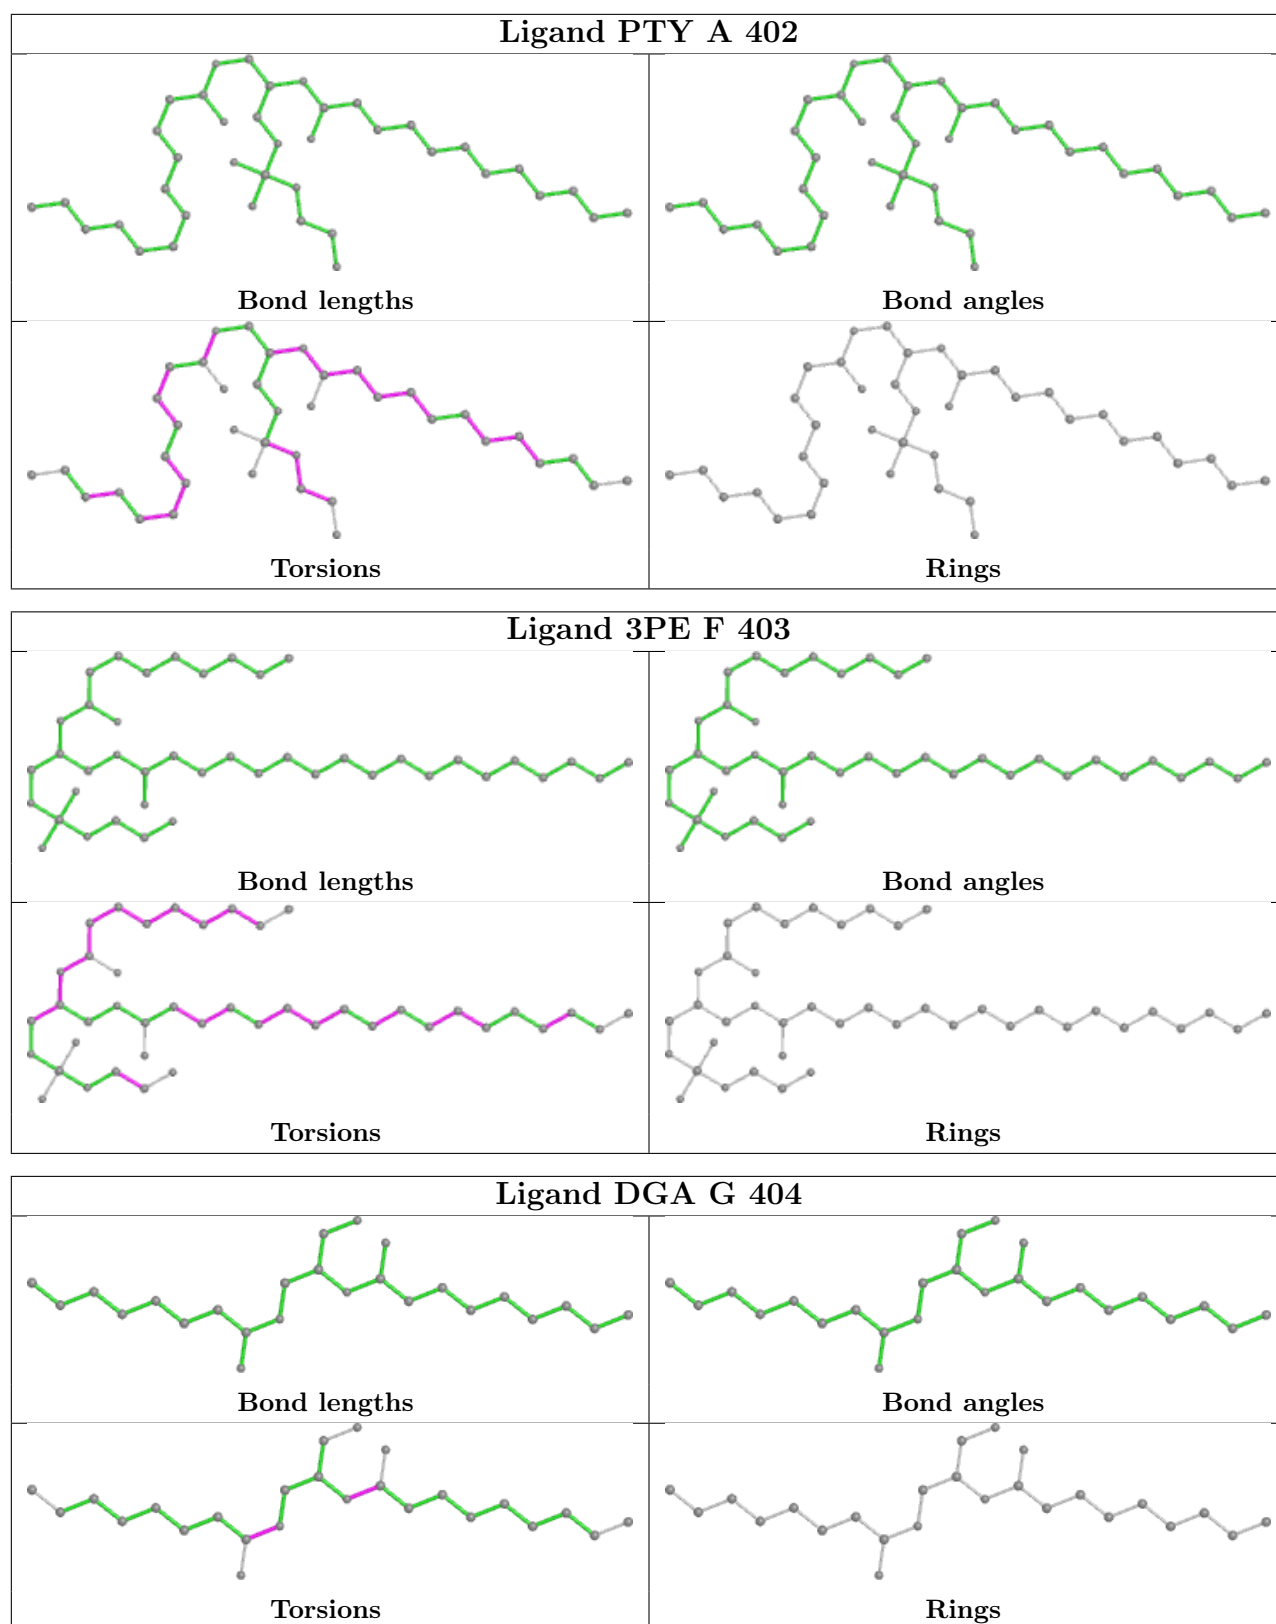 Ligand PTY A 402
Bond lengths
Bond angles
Torsions
Rings
Ligand 3PE F 403
Bond lengths
Bond angles
Torsions
Rings
Ligand DGA G 404
Bond lengths
Bond angles
Torsions
Rings